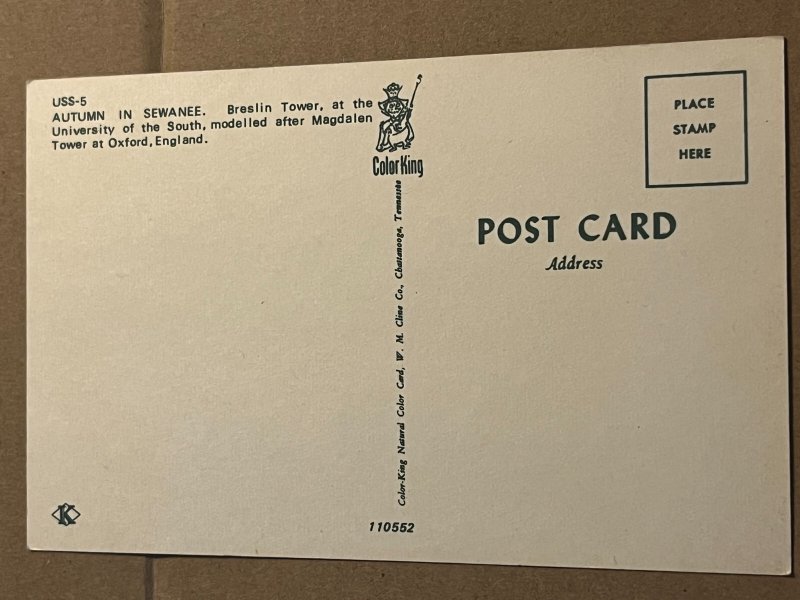 USS-5
AUTUMN IN SEWANEE. Breslin Tower, at the
University of the South, modelled after Magdalen
Tower at Oxford, England.
Color King
Color-King Natural Color Card, W. M. Cline Co., Chattanooga, Tennessee
110552
K
PLACE
STAMP
HERE
POST CARD
Address